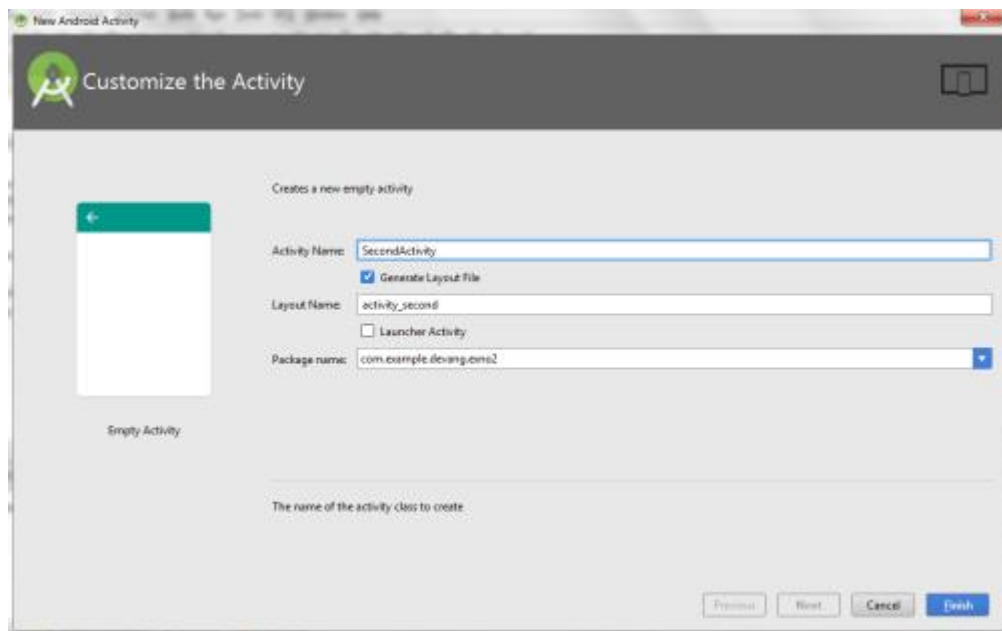 New Android Activity
Customize the Activity
Creates a new empty activity
Activity Name: SecondActivity
Generate Layout File
Layout Name: activity_second
Launcher Activity
Package name: com.example.devang.exno2
Empty Activity
The name of the activity class to create
Previous Next Cancel Finish